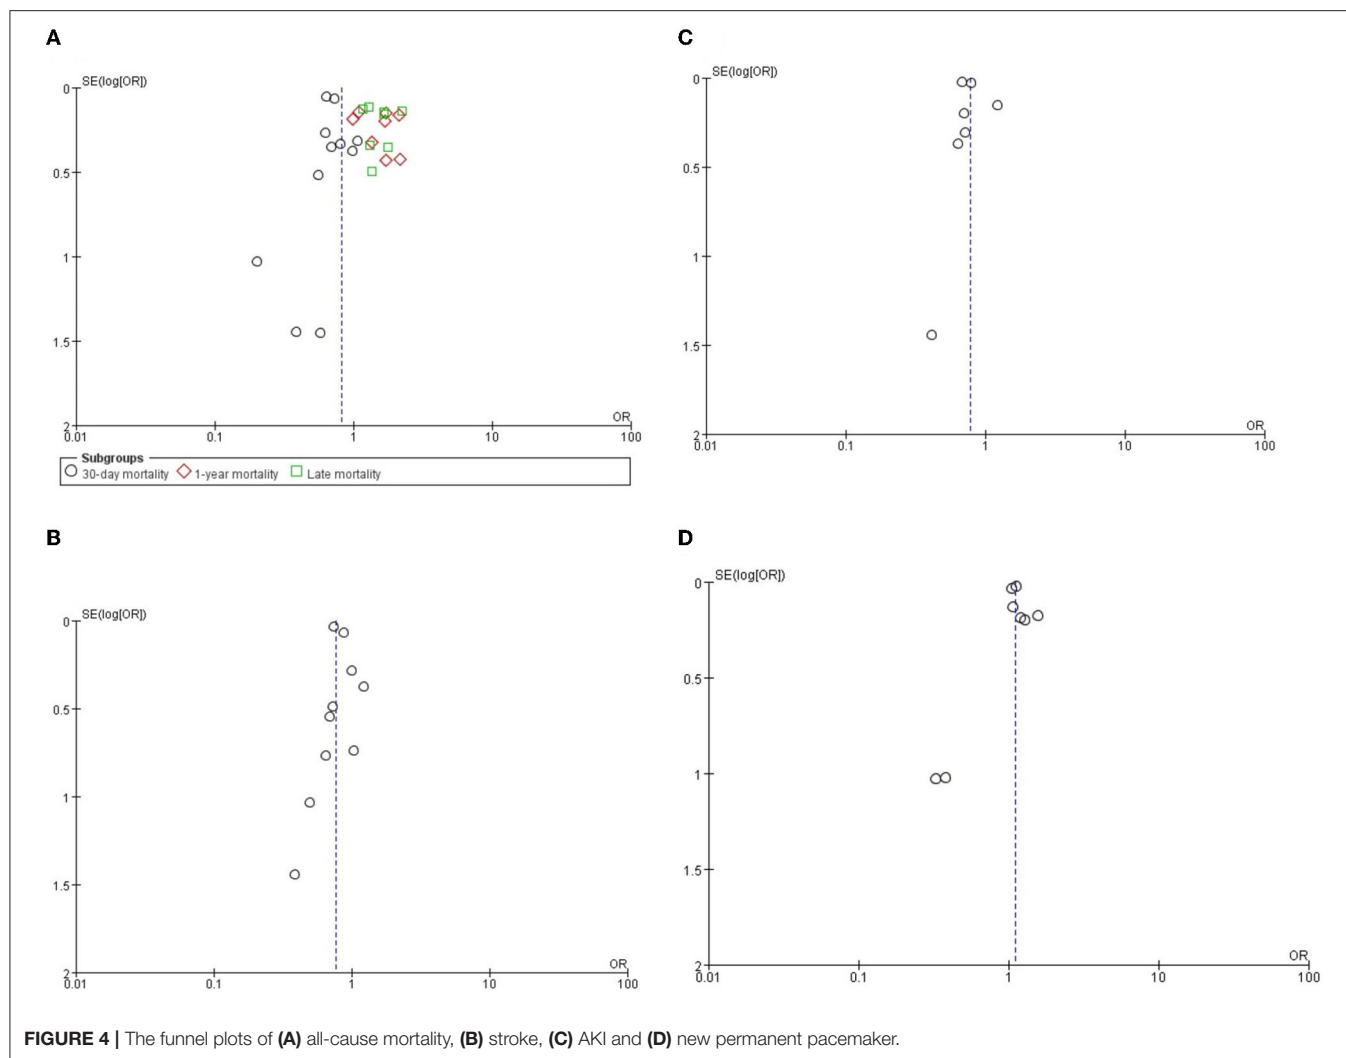 A
SE(log[OR])
0
0.5
1
1.5
2
0.01 0.1 1 10 100
OR
Subgroups
30-day mortality 1-year mortality Late mortality
C
SE(log[OR])
0
0.5
1
1.5
2
0.01 0.1 1 10 100
OR
B
SE(log[OR])
0
0.5
1
1.5
2
0.01 0.1 1 10 100
OR
D
SE(log[OR])
0
0.5
1
1.5
2
0.01 0.1 1 10 100
OR
FIGURE 4 | The funnel plots of (A) all-cause mortality, (B) stroke, (C) AKI and (D) new permanent pacemaker.